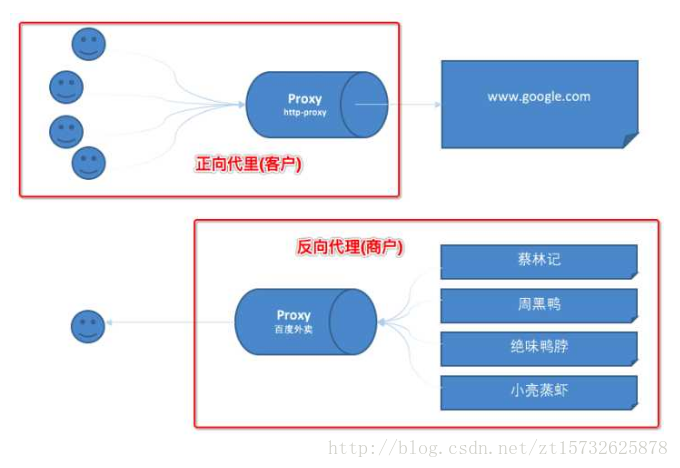 Proxy
http-proxy
www.google.com
正向代里(客户)
反向代理(商户)
蔡林记
周黑鸭
Proxy
百度外卖
绝味鸭脖
小亮蒸虾
http://blog.csdn.net/zt15732625878